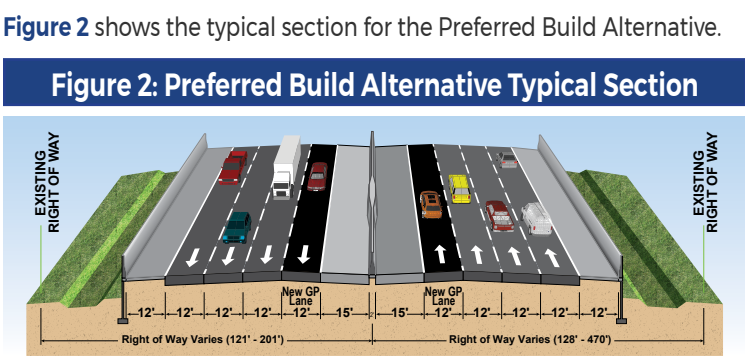 Figure 2 shows the typical section for the Preferred Build Alternative.
Figure 2: Preferred Build Alternative Typical Section
EXISTING
RIGHT OF WAY
EXISTING
RIGHT OF WAY
New GP
Lane
New GP
Lane
12' 12' 12' 12' 12' 15' 2' 15' 12' 12' 12' 12' 12'
Right of Way Varies (121' - 201') Right of Way Varies (128' - 470')